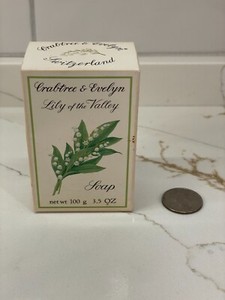 Crabtree & Evelyn
Switzerland
Crabtree & Evelyn
Lily of the Valley
Soap
net wt 100 g 3.5 OZ